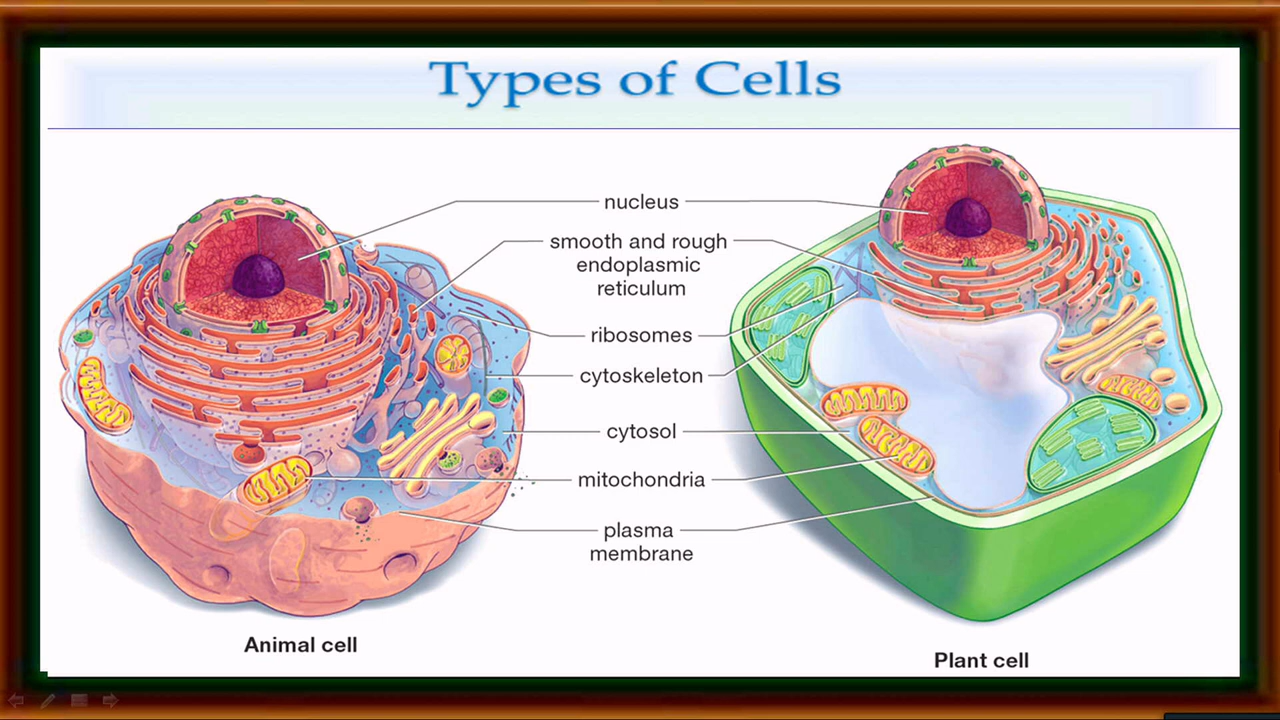 Types of Cells
nucleus
smooth and rough
endoplasmic
reticulum
ribosomes
cytoskeleton
cytosol
mitochondria
plasma
membrane
Animal cell
Plant cell